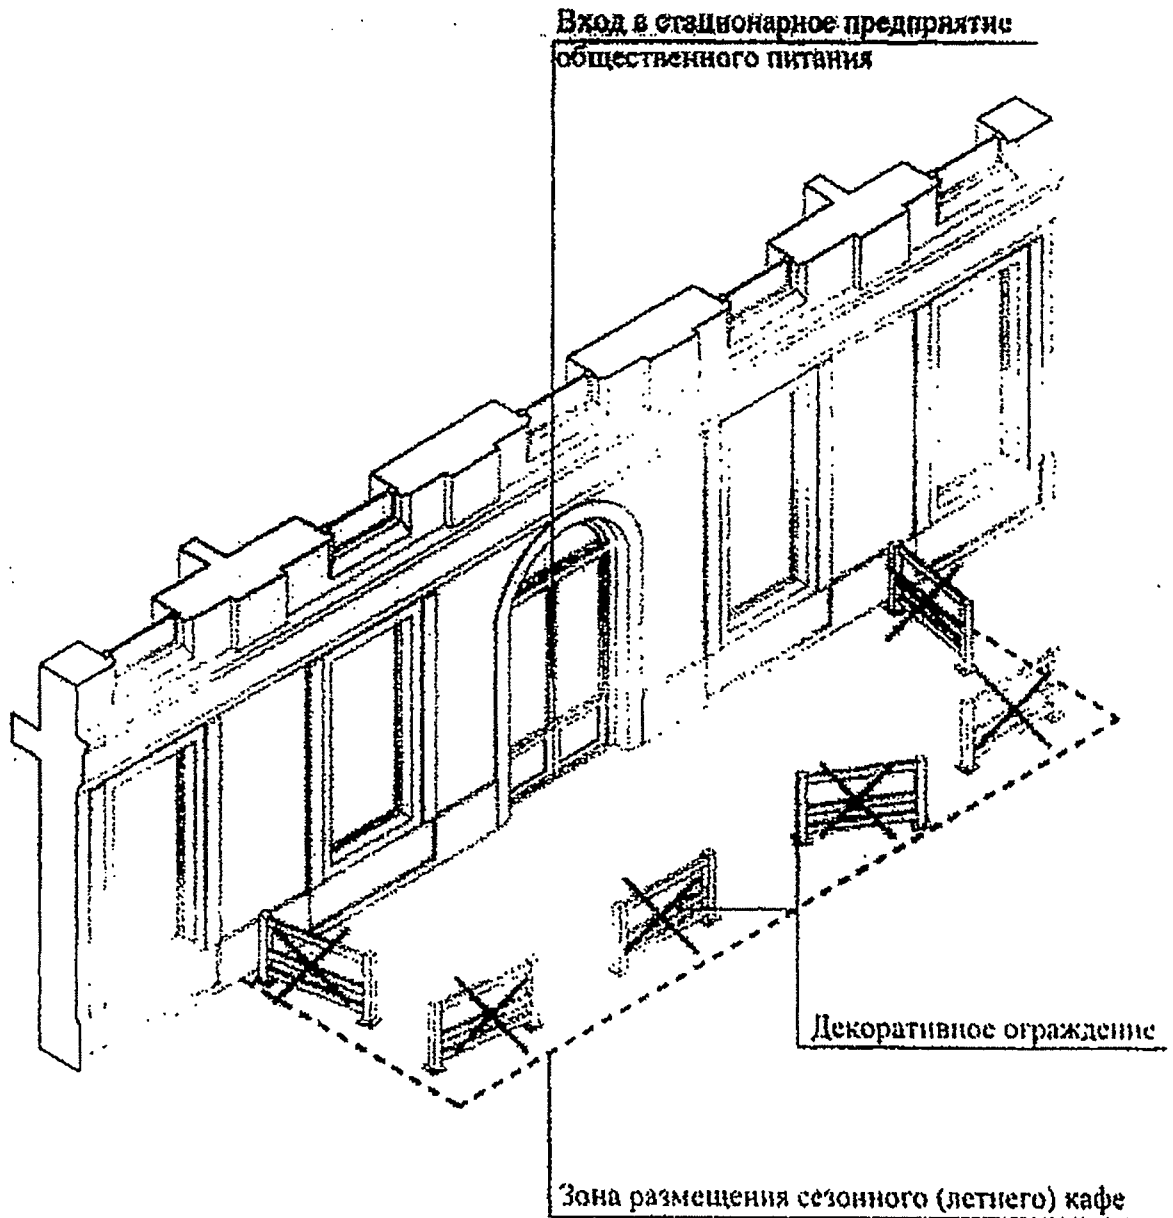 Вход в стационарное предприятие
общественного питания
Декоративное ограждение
Зона размещения сезонного (летнего) кафе